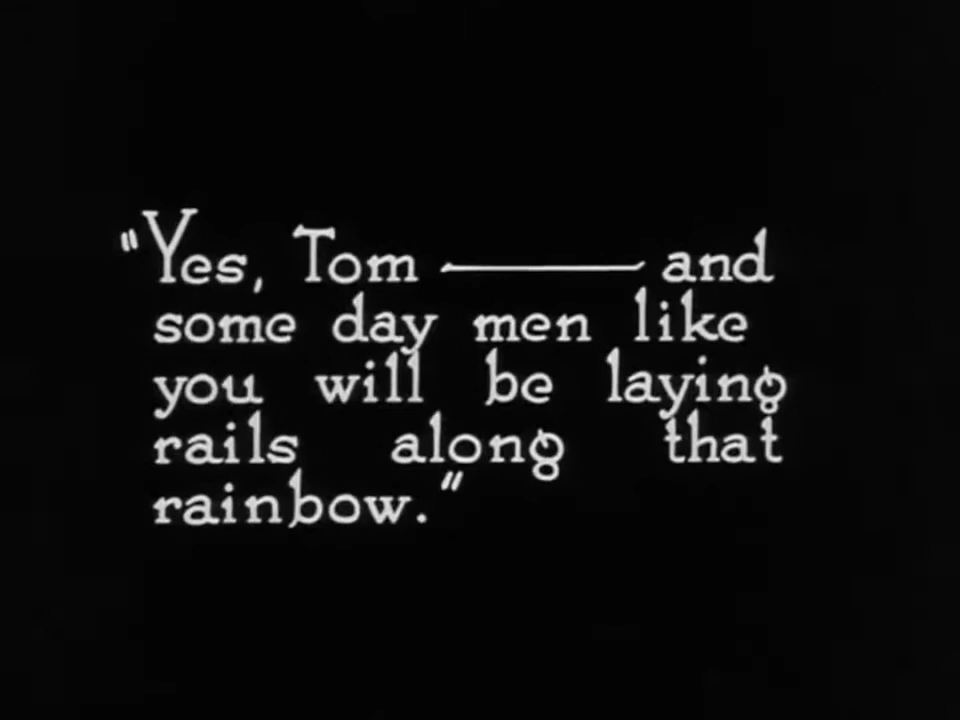 "Yes, Tom —— and
some day men like
you will be laying
rails along that
rainbow."